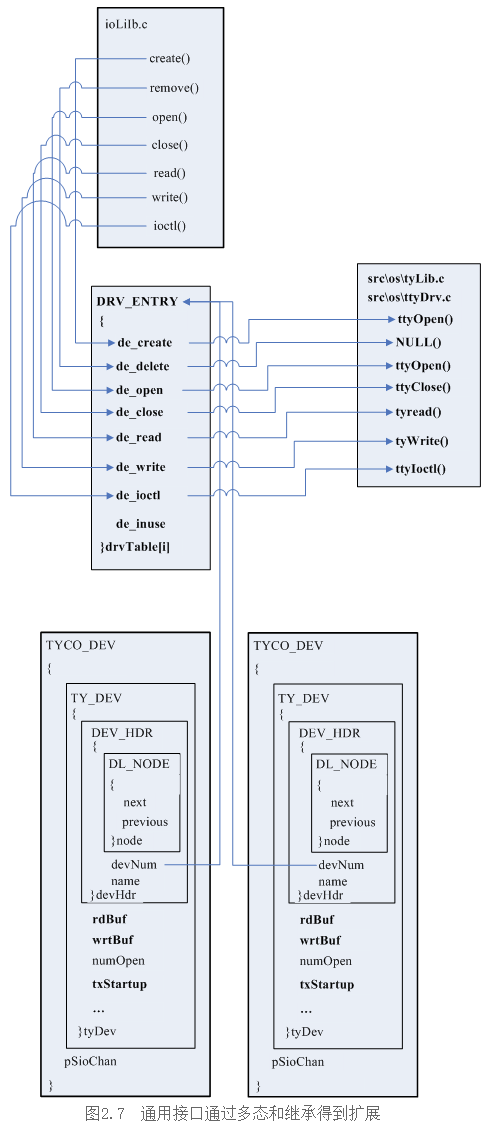 ioLiIb.c
create()
remove()
open()
close()
read()
write()
ioctl()
DRV_ENTRY
{
de_create
de_delete
de_open
de_close
de_read
de_write
de_ioctl
de_inuse
}drvTable[i]
src\os\tyLib.c
src\os\ttyDrv.c
ttyOpen()
NULL()
ttyOpen()
ttyClose()
tyread()
tyWrite()
ttyIoctl()
TYCO_DEV
{
TY_DEV
{
DEV_HDR
{
DL_NODE
{
next
previous
}node
devNum
name
}devHdr
rdBuf
wrtBuf
numOpen
txStartup
...
}tyDev
pSioChan
}
TYCO_DEV
{
TY_DEV
{
DEV_HDR
{
DL_NODE
{
next
previous
}node
devNum
name
}devHdr
rdBuf
wrtBuf
numOpen
txStartup
...
}tyDev
pSioChan
}
图2.7 通用接口通过多态和继承得到扩展